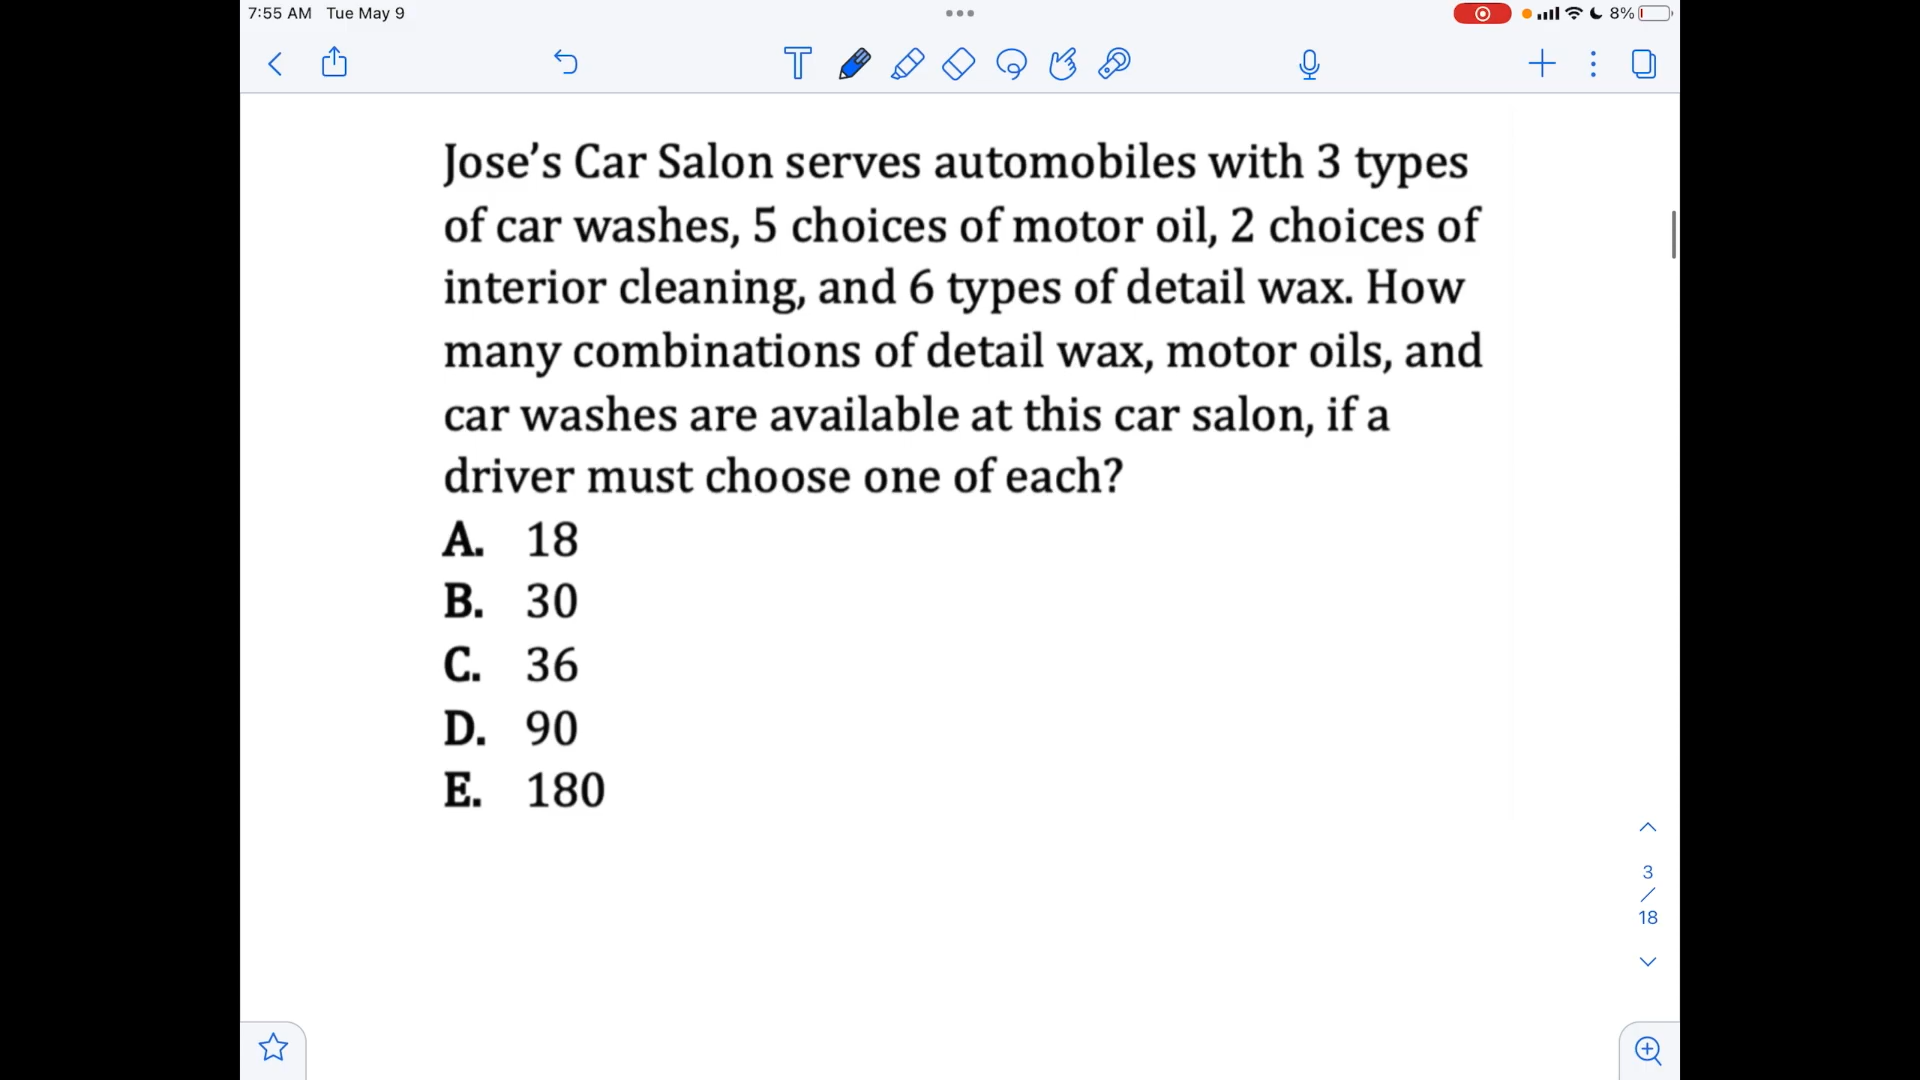 7:55 AM Tue May 9
8%
Jose’s Car Salon serves automobiles with 3 types
of car washes, 5 choices of motor oil, 2 choices of
interior cleaning, and 6 types of detail wax. How
many combinations of detail wax, motor oils, and
car washes are available at this car salon, if a
driver must choose one of each?
A. 18
B. 30
C. 36
D. 90
E. 180
3
/
18